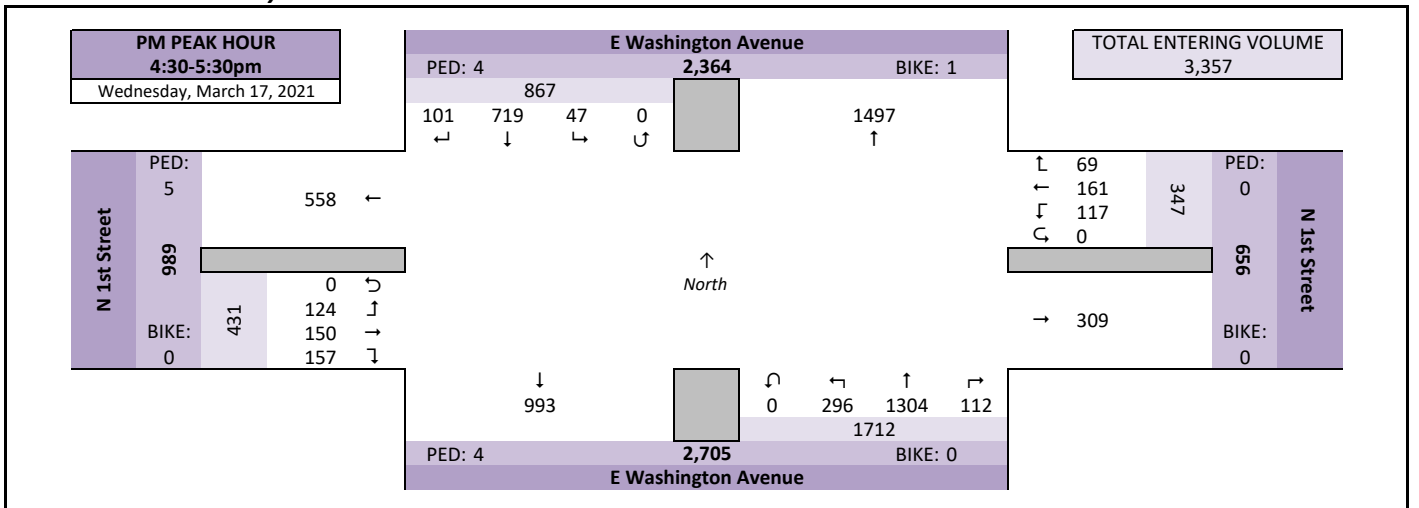 PM PEAK HOUR
4:30-5:30pm
Wednesday, March 17, 2021
E Washington Avenue
PED: 4 2,364 BIKE: 1
867
101 719 47 0
↵ ↓ ↳ ↺
1497
↑
TOTAL ENTERING VOLUME
3,357
N 1st Street
PED:
5
989
BIKE:
0
558 ←
431
0 ⮌
124 ↰
150 →
157 ↴
↑
North
↱ 69
← 161
↲ 117
⮎ 0
347
→ 309
PED:
0
656
BIKE:
0
N 1st Street
↓
993
↶ ↰ ↑ ↱
0 296 1304 112
1712
PED: 4 2,705 BIKE: 0
E Washington Avenue